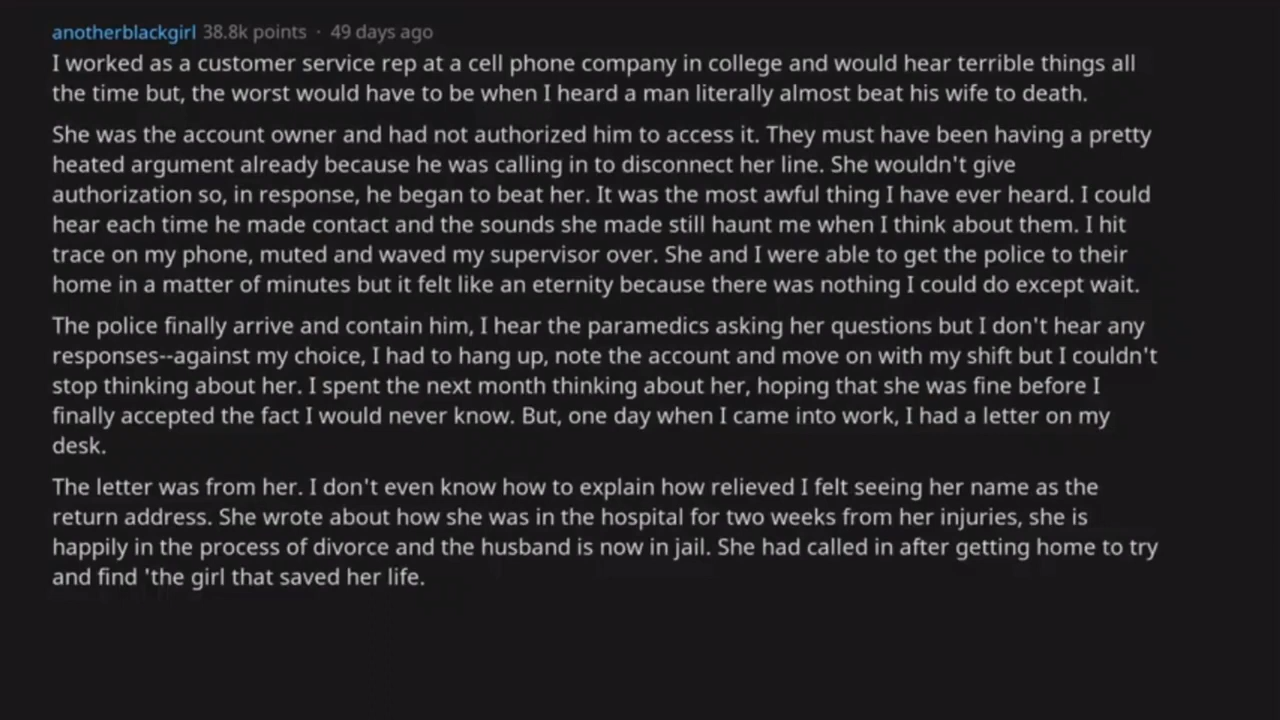 anotherblackgirl 38.8k points · 49 days ago
I worked as a customer service rep at a cell phone company in college and would hear terrible things all
the time but, the worst would have to be when I heard a man literally almost beat his wife to death.
She was the account owner and had not authorized him to access it. They must have been having a pretty
heated argument already because he was calling in to disconnect her line. She wouldn't give
authorization so, in response, he began to beat her. It was the most awful thing I have ever heard. I could
hear each time he made contact and the sounds she made still haunt me when I think about them. I hit
trace on my phone, muted and waved my supervisor over. She and I were able to get the police to their
home in a matter of minutes but it felt like an eternity because there was nothing I could do except wait.
The police finally arrive and contain him, I hear the paramedics asking her questions but I don't hear any
responses--against my choice, I had to hang up, note the account and move on with my shift but I couldn't
stop thinking about her. I spent the next month thinking about her, hoping that she was fine before I
finally accepted the fact I would never know. But, one day when I came into work, I had a letter on my
desk.
The letter was from her. I don't even know how to explain how relieved I felt seeing her name as the
return address. She wrote about how she was in the hospital for two weeks from her injuries, she is
happily in the process of divorce and the husband is now in jail. She had called in after getting home to try
and find 'the girl that saved her life.